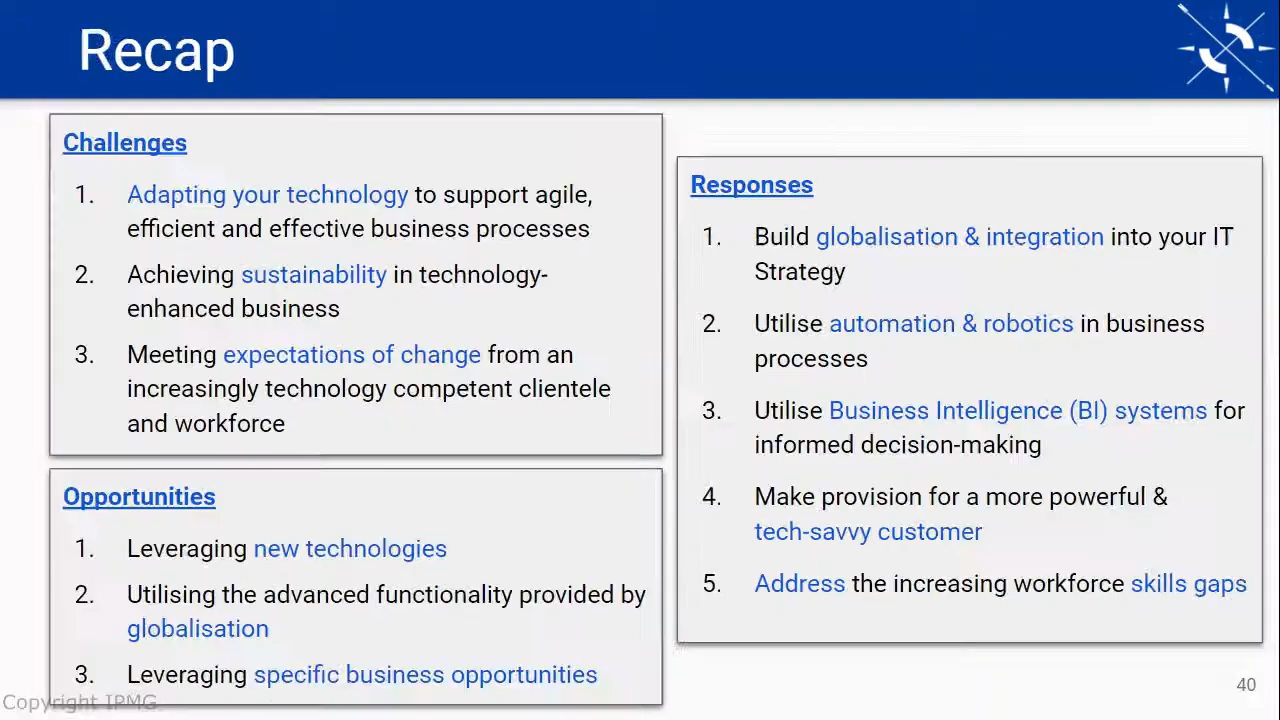 Recap
Challenges
1. Adapting your technology to support agile,
efficient and effective business processes
2. Achieving sustainability in technology-
enhanced business
3. Meeting expectations of change from an
increasingly technology competent clientele
and workforce
Opportunities
1. Leveraging new technologies
2. Utilising the advanced functionality provided by
globalisation
3. Leveraging specific business opportunities
Responses
1. Build globalisation & integration into your IT
Strategy
2. Utilise automation & robotics in business
processes
3. Utilise Business Intelligence (BI) systems for
informed decision-making
4. Make provision for a more powerful &
tech-savvy customer
5. Address the increasing workforce skills gaps
Copyright IPMG
40